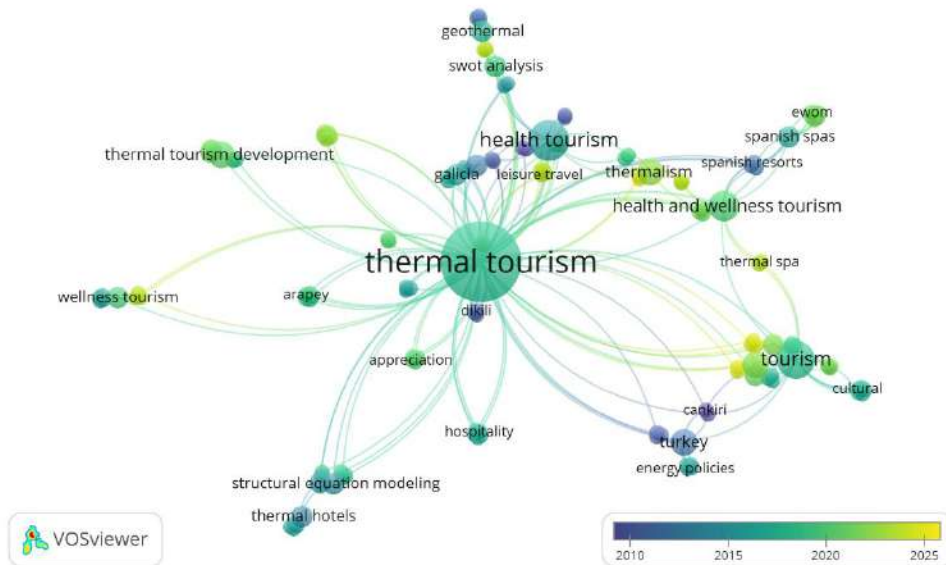 geothermal
swot analysis
ewom
health tourism
spanish spas
thermal tourism development
galicia
leisure travel
thermalism
spanish resorts
health and wellness tourism
thermal tourism
thermal spa
wellness tourism
arapey
dikili
appreciation
tourism
cultural
cankiri
hospitality
turkey
energy policies
structural equation modeling
thermal hotels
VOSviewer
2010 2015 2020 2025